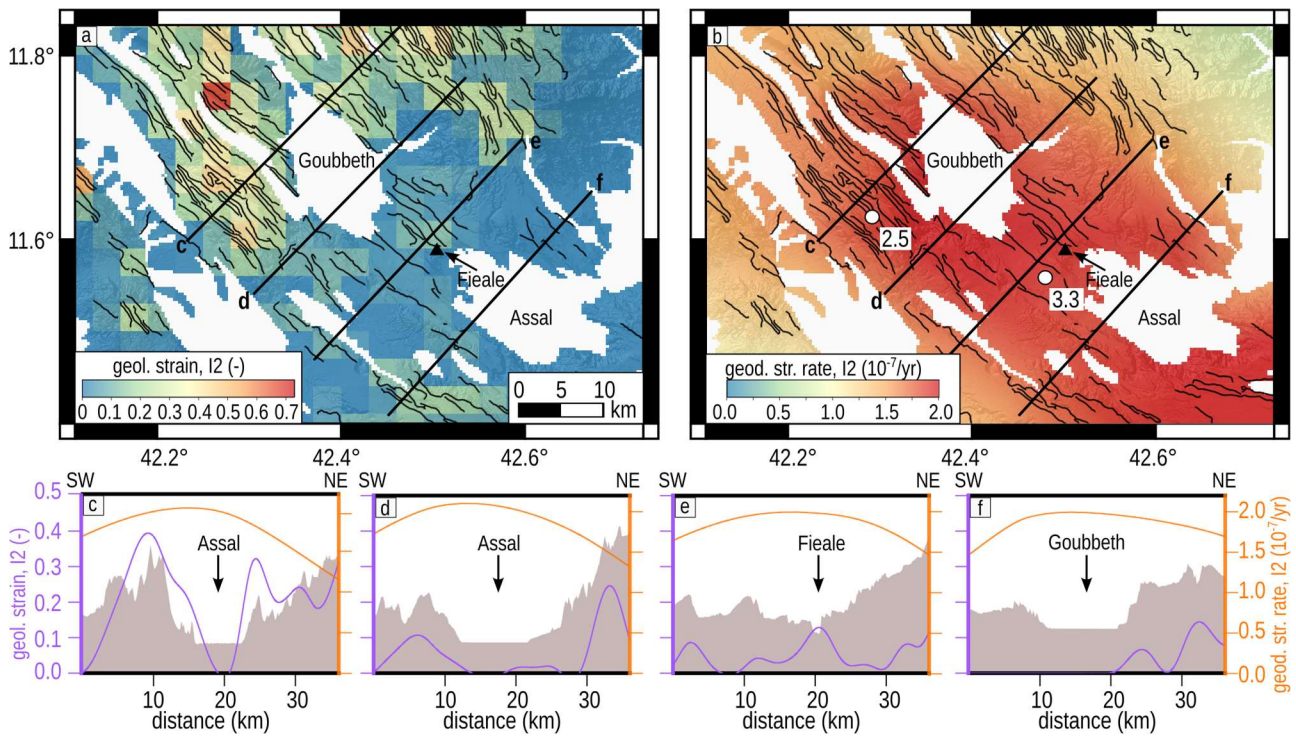 a
b
11.8°
11.6°
Goubbeth
Goubbeth
e
e
f
f
c
c
d
d
2.5
3.3
Fieale
Fieale
Assal
Assal
geol. strain, I2 (-)
0 0.1 0.2 0.3 0.4 0.5 0.6 0.7
0 5 10
km
geod. str. rate, I2 (10⁻⁷/yr)
0.0 0.5 1.0 1.5 2.0
42.2° 42.4° 42.6° 42.2° 42.4° 42.6°
SW NE SW NE
0.5
0.4
0.3
0.2
0.1
0.0
geol. strain, I2 (-)
c
Assal
d
Assal
e
Fieale
f
Goubbeth
2.0
1.5
1.0
0.5
0.0
geod. str. rate, I2 (10⁻⁷/yr)
10 20 30 10 20 30 10 20 30 10 20 30
distance (km) distance (km) distance (km) distance (km)